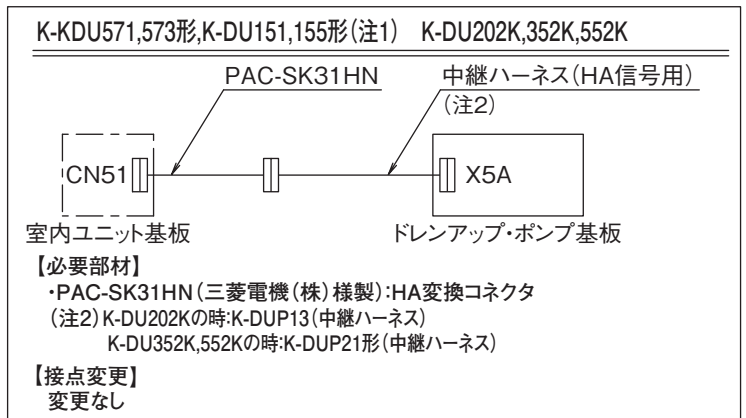 K-KDU571,573形,K-DU151,155形(注1) K-DU202K,352K,552K
PAC-SK31HN
中継ハーネス(HA信号用)
(注2)
CN51
X5A
室内ユニット基板
ドレンアップ・ポンプ基板
【必要部材】
・PAC-SK31HN(三菱電機(株)様製):HA変換コネクタ
(注2)K-DU202Kの時:K-DUP13(中継ハーネス)
K-DU352K,552Kの時:K-DUP21形(中継ハーネス)
【接点変更】
変更なし